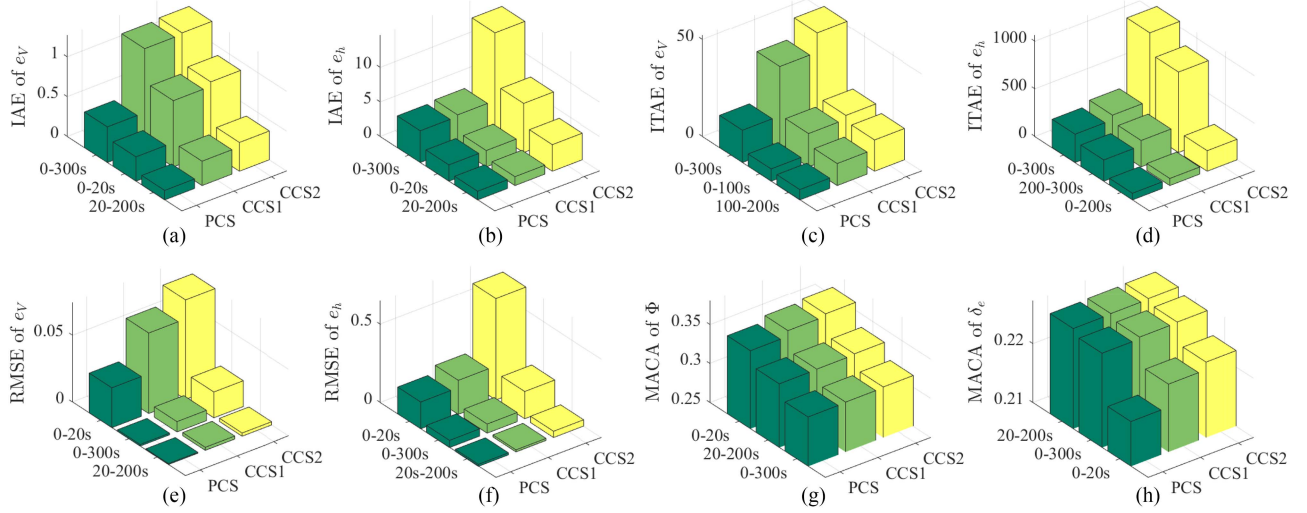 IAE of e_V
1
0.5
0
0-300s
0-20s
20-200s
PCS
CCS1
CCS2
(a)
IAE of e_h
10
5
0
0-300s
0-20s
20-200s
PCS
CCS1
CCS2
(b)
ITAE of e_V
50
0
0-300s
0-100s
100-200s
PCS
CCS1
CCS2
(c)
ITAE of e_h
1000
500
0
0-300s
200-300s
0-200s
PCS
CCS1
CCS2
(d)
RMSE of e_V
0.05
0
0-20s
0-300s
20-200s
PCS
CCS1
CCS2
(e)
RMSE of e_h
0.5
0
0-20s
0-300s
20s-200s
PCS
CCS1
CCS2
(f)
MACA of Φ
0.35
0.3
0.25
0-20s
20-200s
0-300s
PCS
CCS1
CCS2
(g)
MACA of δ_e
0.22
0.21
20-200s
0-300s
0-20s
PCS
CCS1
CCS2
(h)